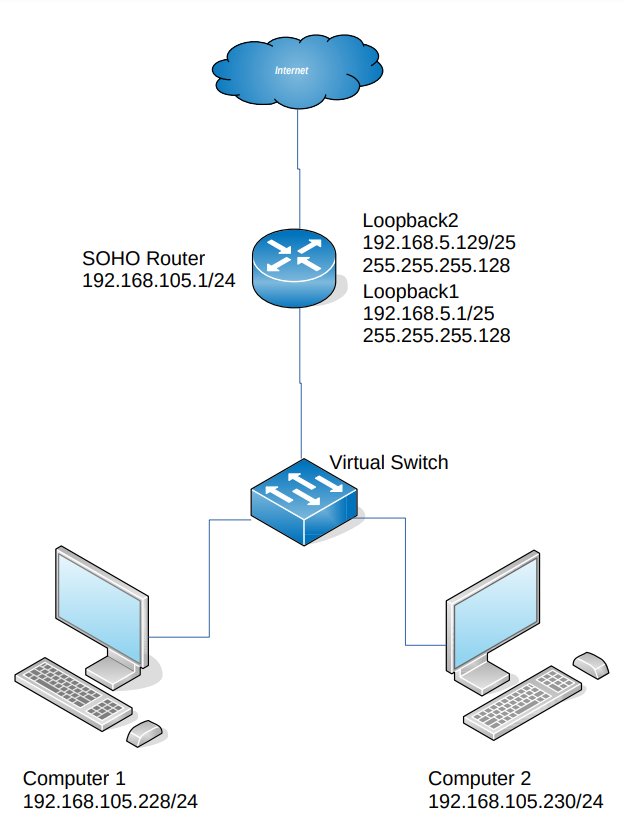 Internet
SOHO Router
192.168.105.1/24
Loopback2
192.168.5.129/25
255.255.255.128
Loopback1
192.168.5.1/25
255.255.255.128
Virtual Switch
Computer 1
192.168.105.228/24
Computer 2
192.168.105.230/24